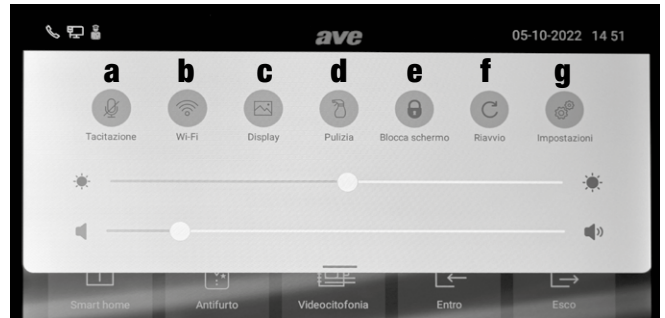 ave
05-10-2022 14 51
a b c d e f g
Tacitazione Wi-Fi Display Pulizia Blocca schermo Riavvio Impostazioni
Smart home Antifurto Videocitofonia Entro Esco